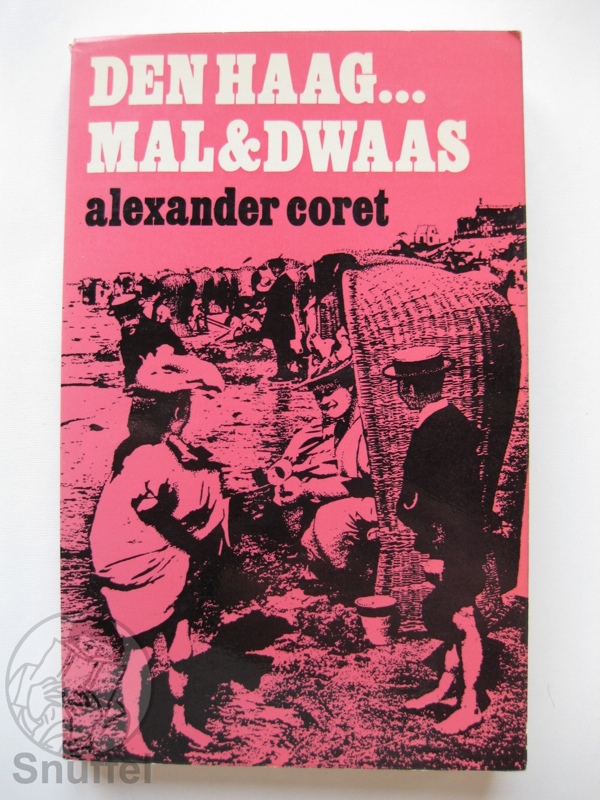 DEN HAAG...
MAL&DWAAS
alexander coret
Snuffel